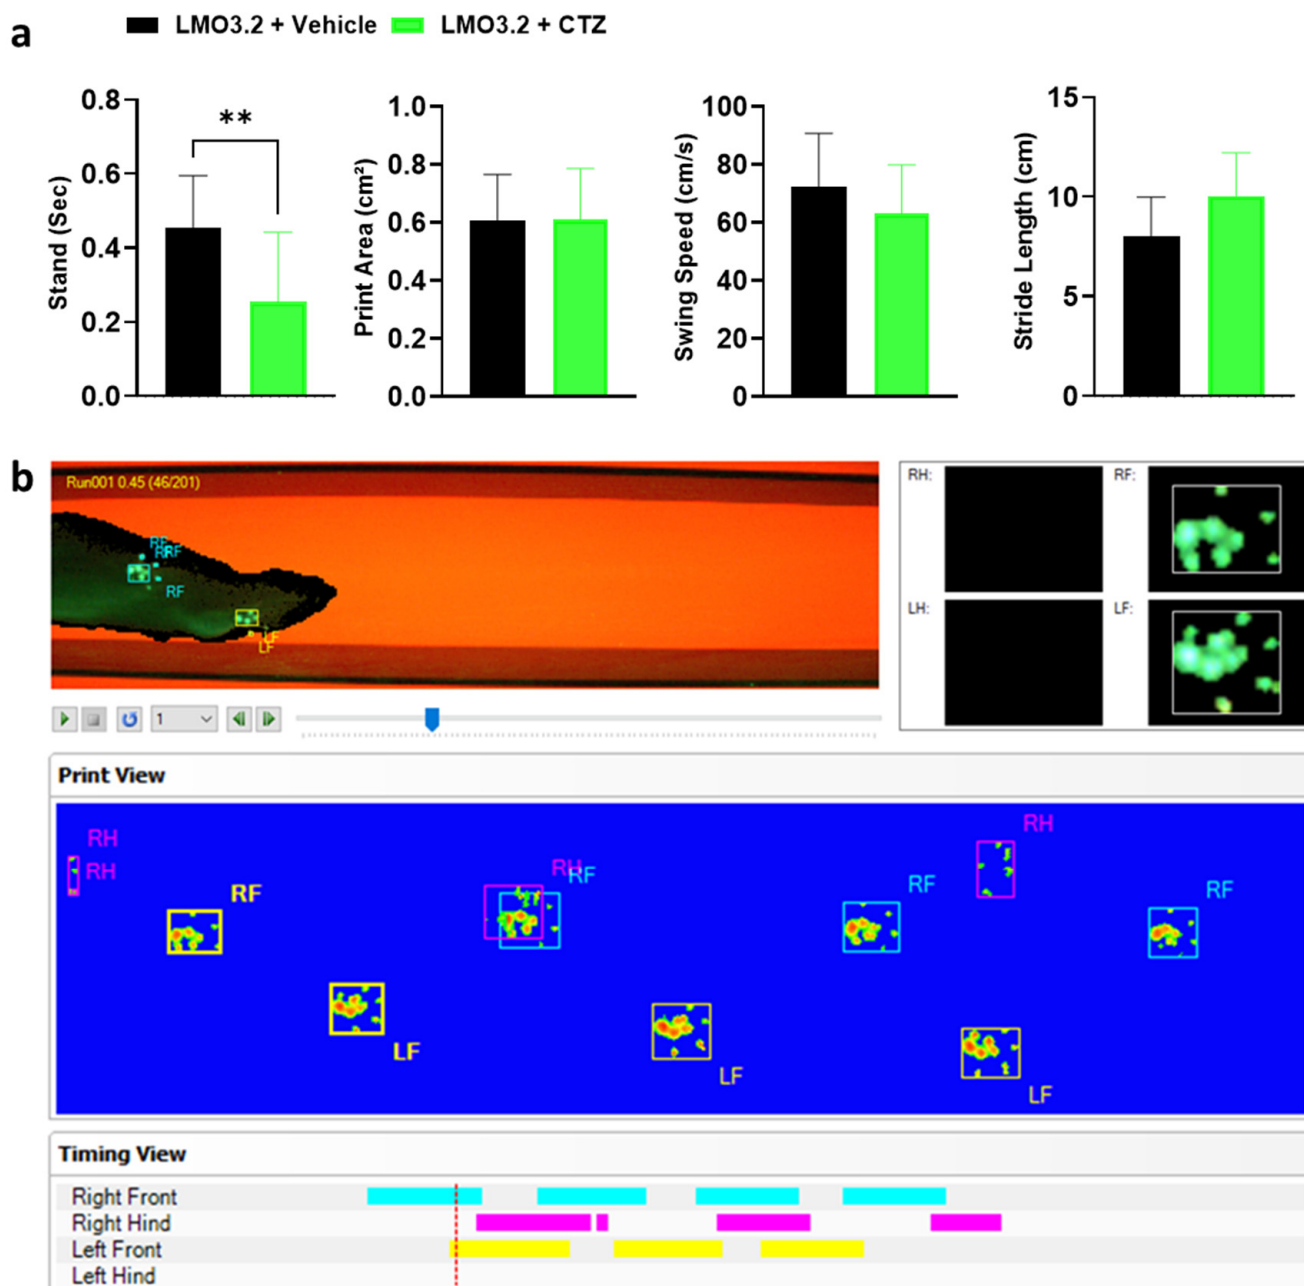 a
LMO3.2 + Vehicle LMO3.2 + CTZ
Stand (Sec)
0.8
0.6
0.4
0.2
0.0
**
Print Area (cm²)
1.0
0.8
0.6
0.4
0.2
0.0
Swing Speed (cm/s)
100
80
60
40
20
0
Stride Length (cm)
15
10
5
0
b
Run001 0.45 (46/201)
RF
RF RF
RF
LF
LF
1
RH: RF:
LH: LF:
Print View
RH
RH
RF
LF
RH
RF
LF
RF
RH
LF
RF
Timing View
Right Front
Right Hind
Left Front
Left Hind